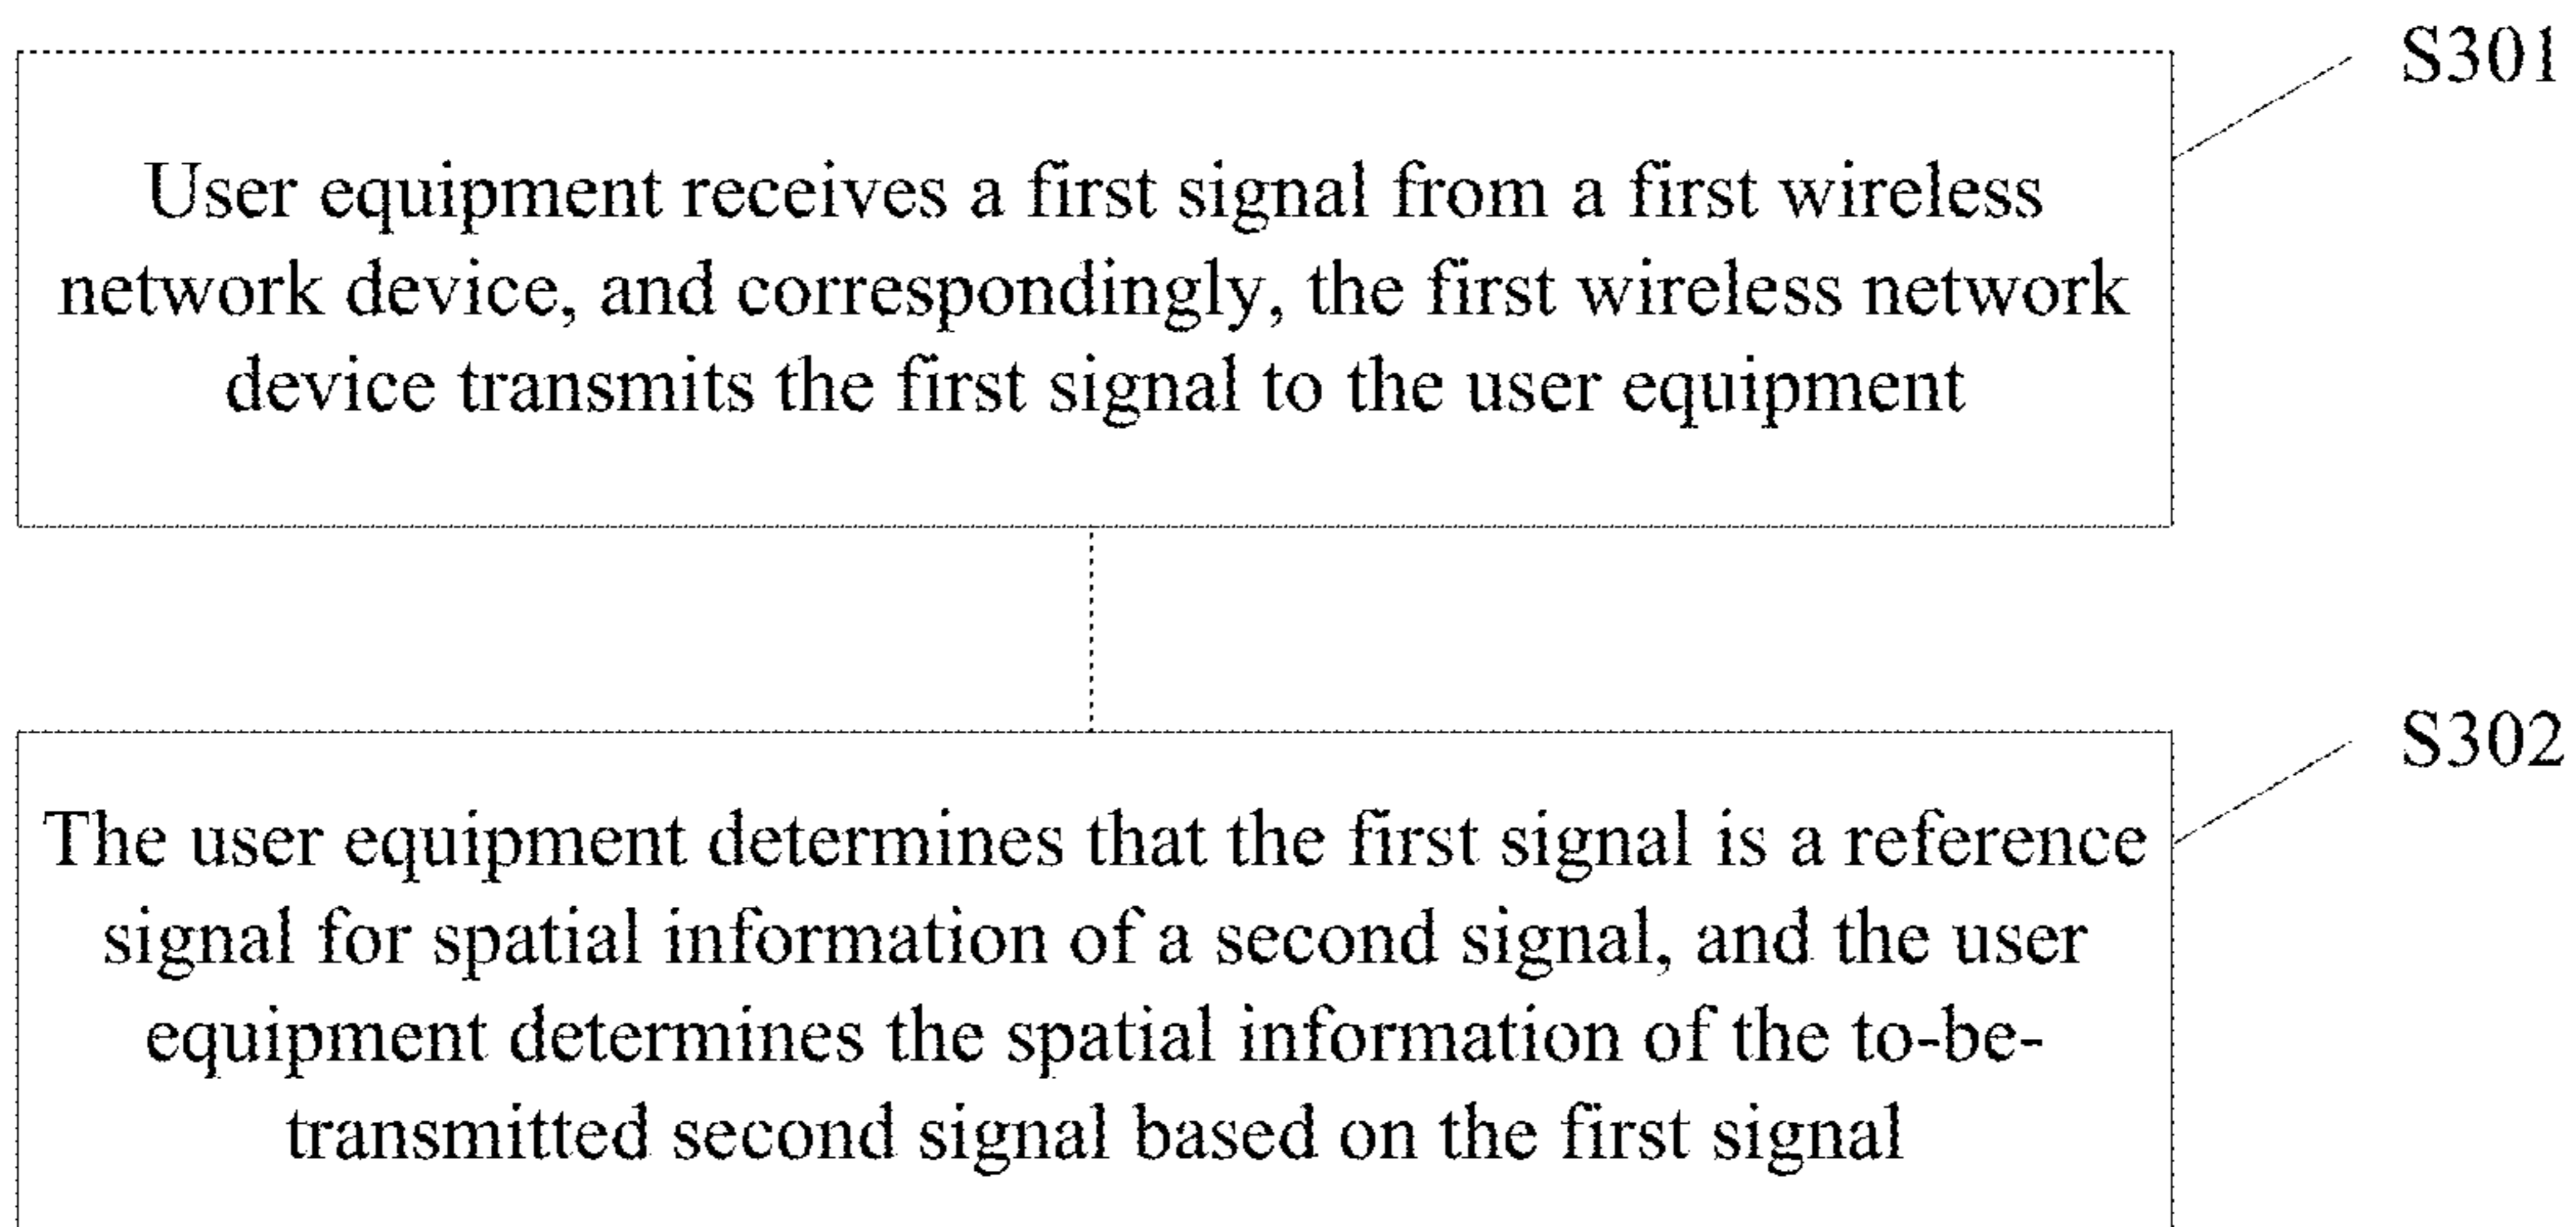 S301
User equipment receives a first signal from a first wireless
network device, and correspondingly, the first wireless network
device transmits the first signal to the user equipment
S302
The user equipment determines that the first signal is a reference
signal for spatial information of a second signal, and the user
equipment determines the spatial information of the to-be-
transmitted second signal based on the first signal